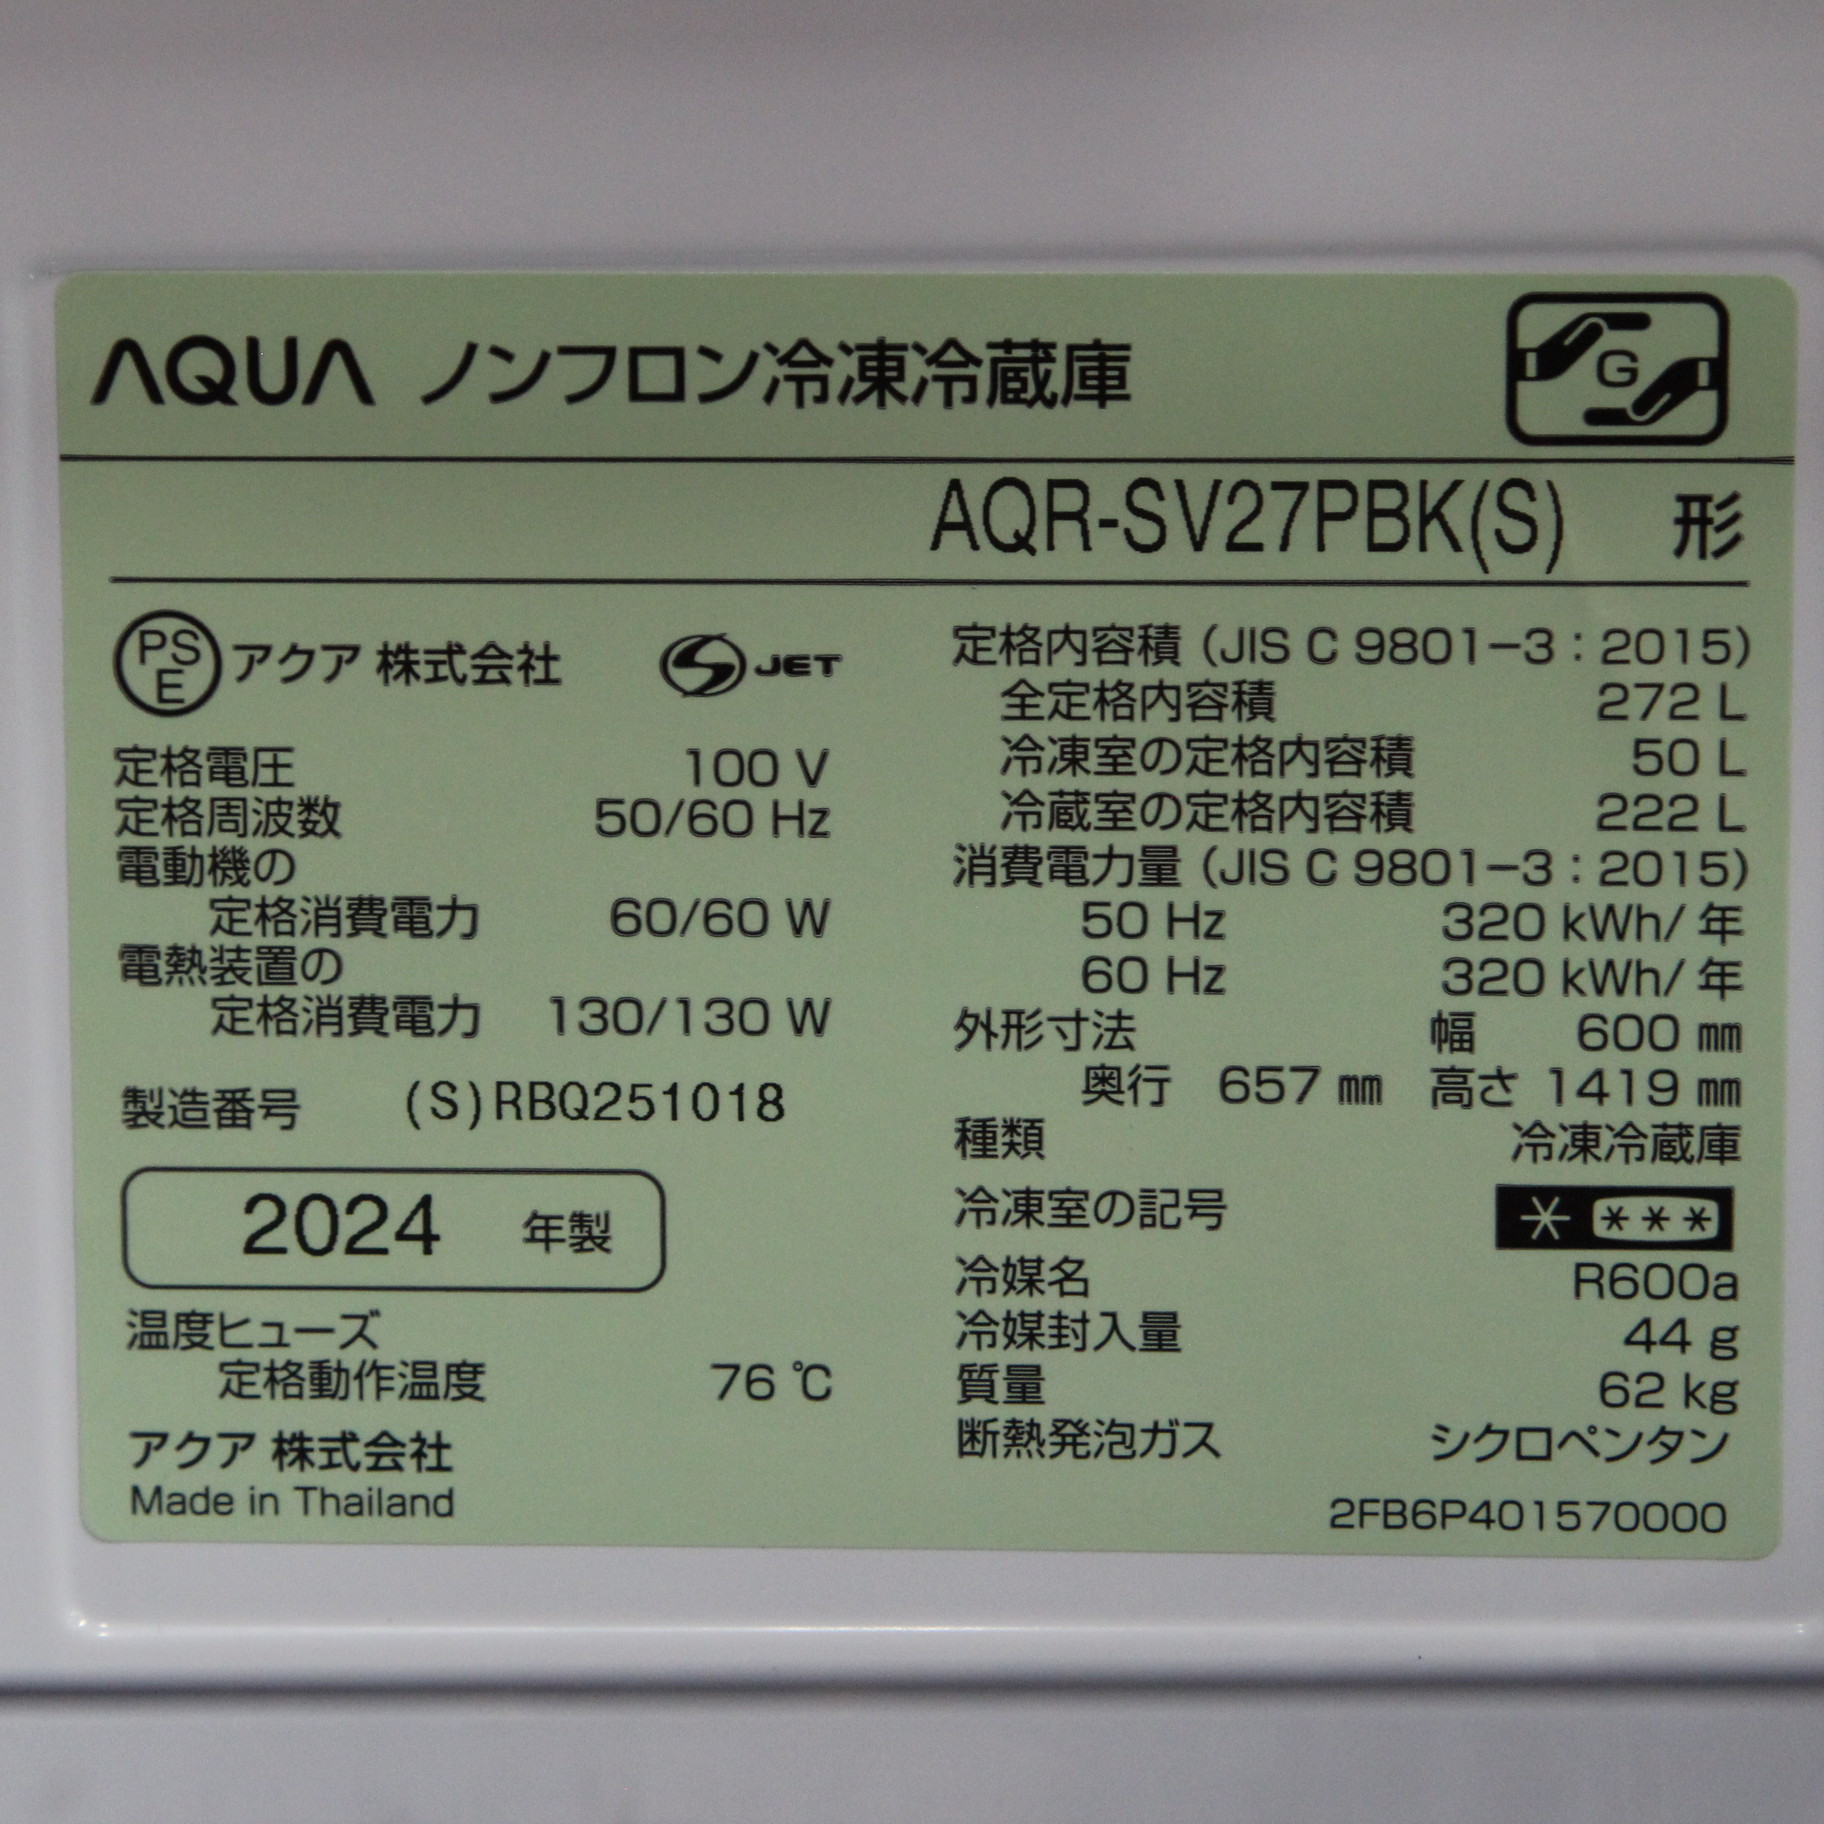 AQUA ノンフロン冷凍冷蔵庫
G
AQR-SV27PBK(S) 形
PS
E
アクア 株式会社
S JET
定格電圧 100 V
定格周波数 50/60 Hz
電動機の
定格消費電力 60/60 W
電熱装置の
定格消費電力 130/130 W
製造番号 (S)RBQ251018
2024 年製
温度ヒューズ
定格動作温度 76 ℃
アクア 株式会社
Made in Thailand
定格内容積 (JIS C 9801−3：2015)
全定格内容積 272 L
冷凍室の定格内容積 50 L
冷蔵室の定格内容積 222 L
消費電力量 (JIS C 9801−3：2015)
50 Hz 320 kWh/年
60 Hz 320 kWh/年
外形寸法 幅 600 ㎜
奥行 657 ㎜ 高さ 1419 ㎜
種類 冷凍冷蔵庫
冷凍室の記号 * ***
冷媒名 R600a
冷媒封入量 44 g
質量 62 kg
断熱発泡ガス シクロペンタン
2FB6P401570000